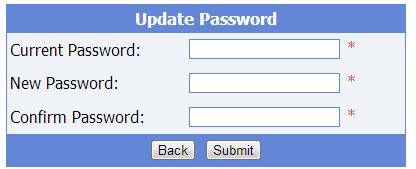 Update Password
Current Password: *
New Password: *
Confirm Password: *
Back Submit